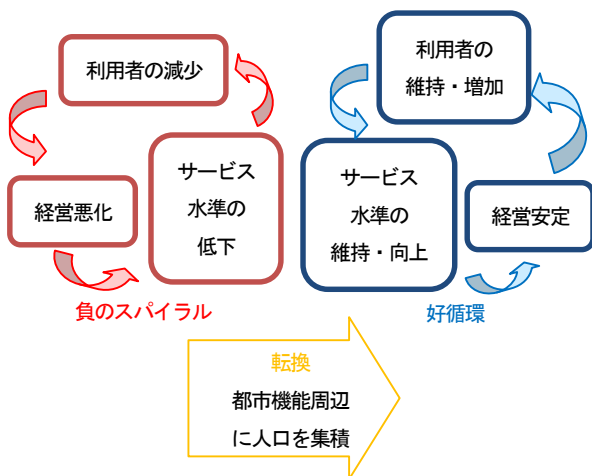 利用者の減少
経営悪化
サービス
水準の
低下
負のスパイラル
利用者の
維持・増加
サービス
水準の
維持・向上
経営安定
好循環
転換
都市機能周辺
に人口を集積